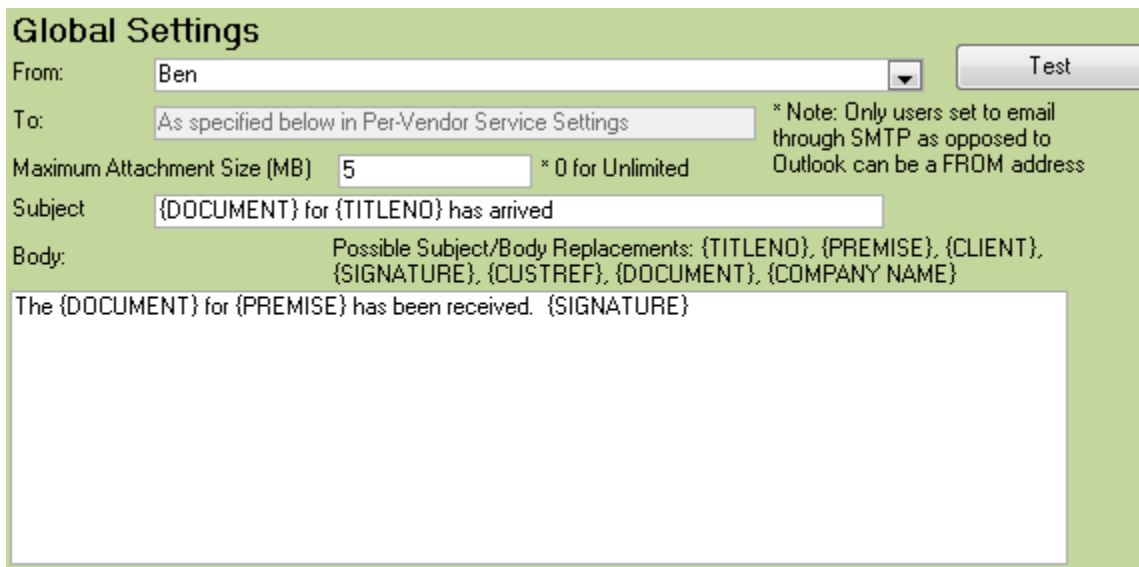 Global Settings
From: Ben Test
To: As specified below in Per-Vendor Service Settings
* Note: Only users set to email
through SMTP as opposed to
Outlook can be a FROM address
Maximum Attachment Size (MB) 5 * 0 for Unlimited
Subject {DOCUMENT} for {TITLENO} has arrived
Body: Possible Subject/Body Replacements: {TITLENO}, {PREMISE}, {CLIENT},
{SIGNATURE}, {CUSTREF}, {DOCUMENT}, {COMPANY NAME}
The {DOCUMENT} for {PREMISE} has been received.  {SIGNATURE}